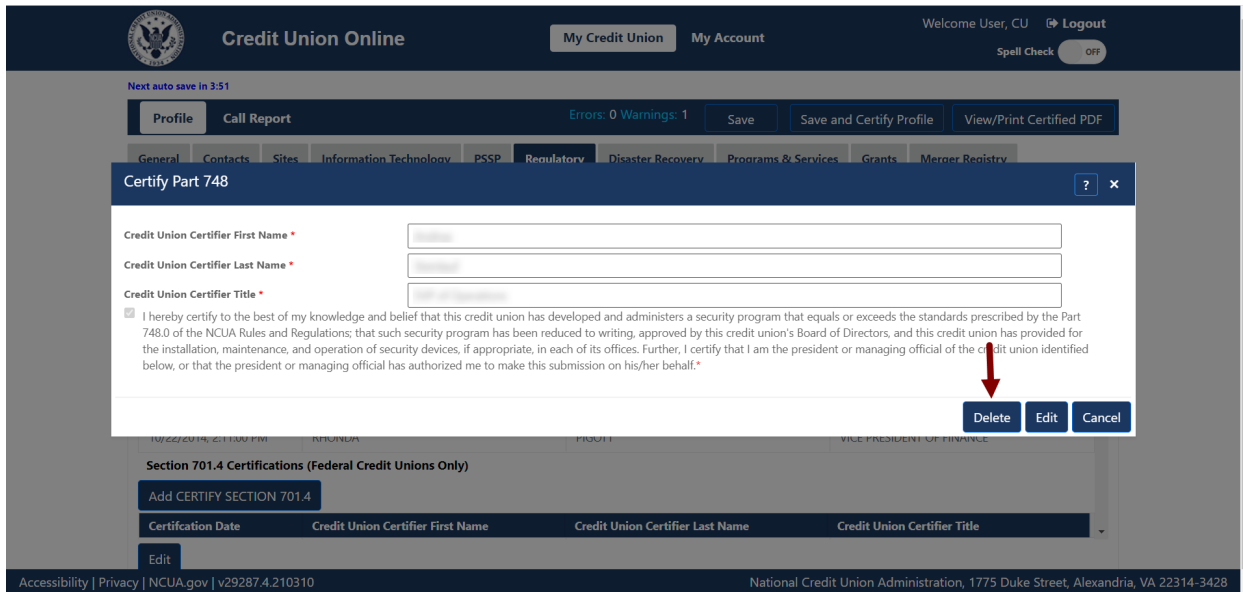 Welcome User, CU Logout
Credit Union Online My Credit Union My Account
Spell Check OFF
Next auto save in 3:51
Profile Call Report Errors: 0 Warnings: 1 Save Save and Certify Profile View/Print Certified PDF
General Contacts Sites Information Technology PSSP Regulatory Disaster Recovery Programs & Services Grants Merger Registry
Certify Part 748 ? ×
Credit Union Certifier First Name *
Credit Union Certifier Last Name *
Credit Union Certifier Title *
I hereby certify to the best of my knowledge and belief that this credit union has developed and administers a security program that equals or exceeds the standards prescribed by the Part
748.0 of the NCUA Rules and Regulations; that such security program has been reduced to writing, approved by this credit union's Board of Directors, and this credit union has provided for
the installation, maintenance, and operation of security devices, if appropriate, in each of its offices. Further, I certify that I am the president or managing official of the credit union identified
below, or that the president or managing official has authorized me to make this submission on his/her behalf.*
Delete Edit Cancel
10/22/2014, 2:11:00 PM RHONDA PIGOTT VICE PRESIDENT OF FINANCE
Section 701.4 Certifications (Federal Credit Unions Only)
Add CERTIFY SECTION 701.4
Certifcation Date Credit Union Certifier First Name Credit Union Certifier Last Name Credit Union Certifier Title
Edit
Accessibility | Privacy | NCUA.gov | v29287.4.210310 National Credit Union Administration, 1775 Duke Street, Alexandria, VA 22314-3428